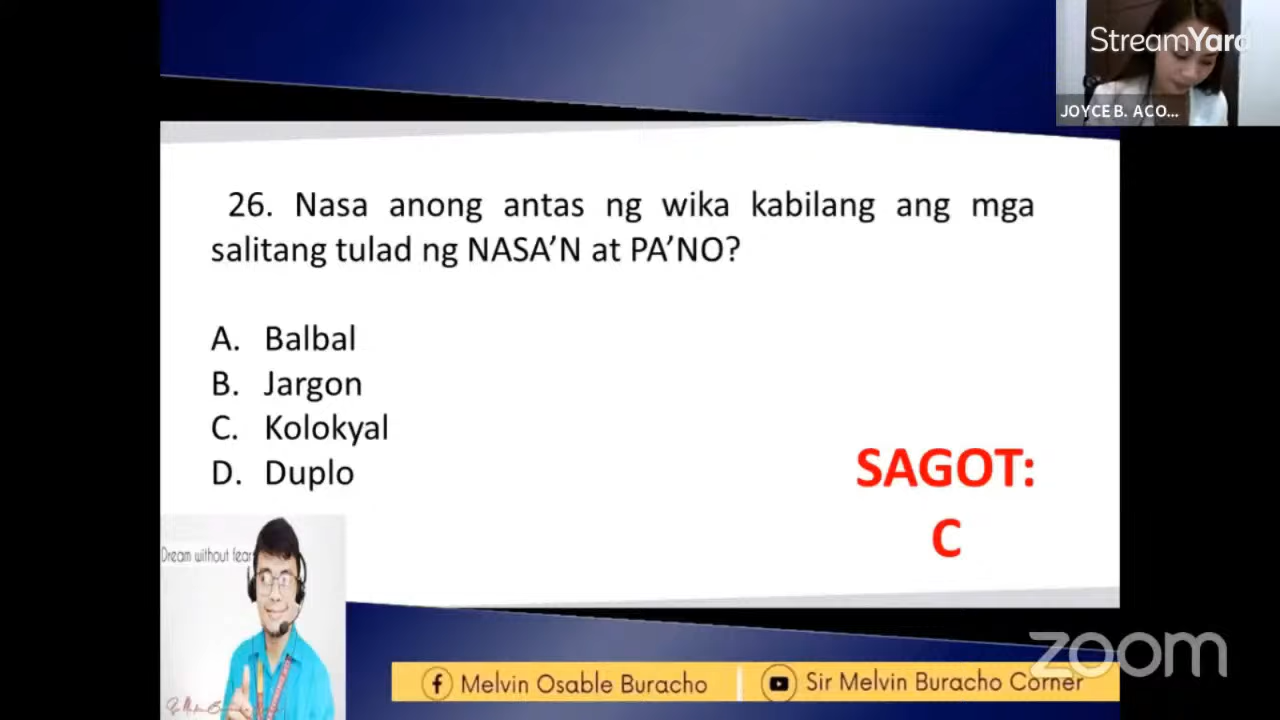 StreamYard
JOYCE B. ACO...
26. Nasa anong antas ng wika kabilang ang mga
salitang tulad ng NASA’N at PA’NO?
A. Balbal
B. Jargon
C. Kolokyal
D. Duplo
SAGOT:
C
Dream without fear
zoom
Melvin Osable Buracho
Sir Melvin Buracho Corner